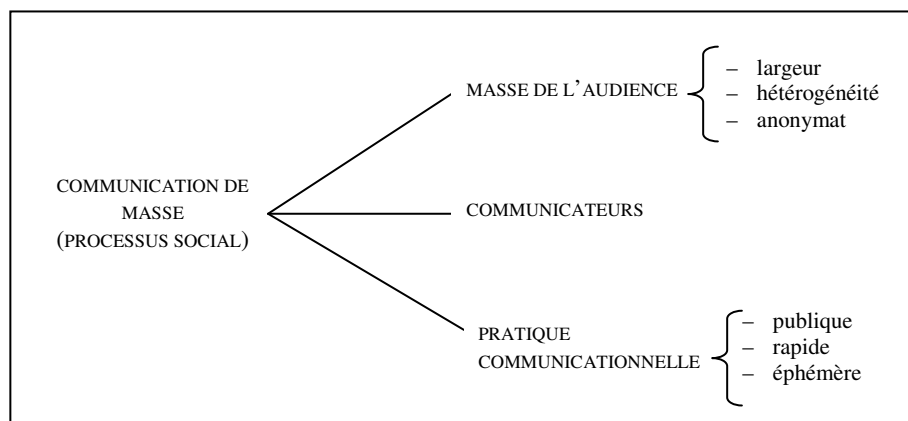 MASSE DE L'AUDIENCE
– largeur
– hétérogénéité
– anonymat
COMMUNICATION DE
MASSE
(PROCESSUS SOCIAL)
COMMUNICATEURS
PRATIQUE
COMMUNICATIONNELLE
– publique
– rapide
– éphémère